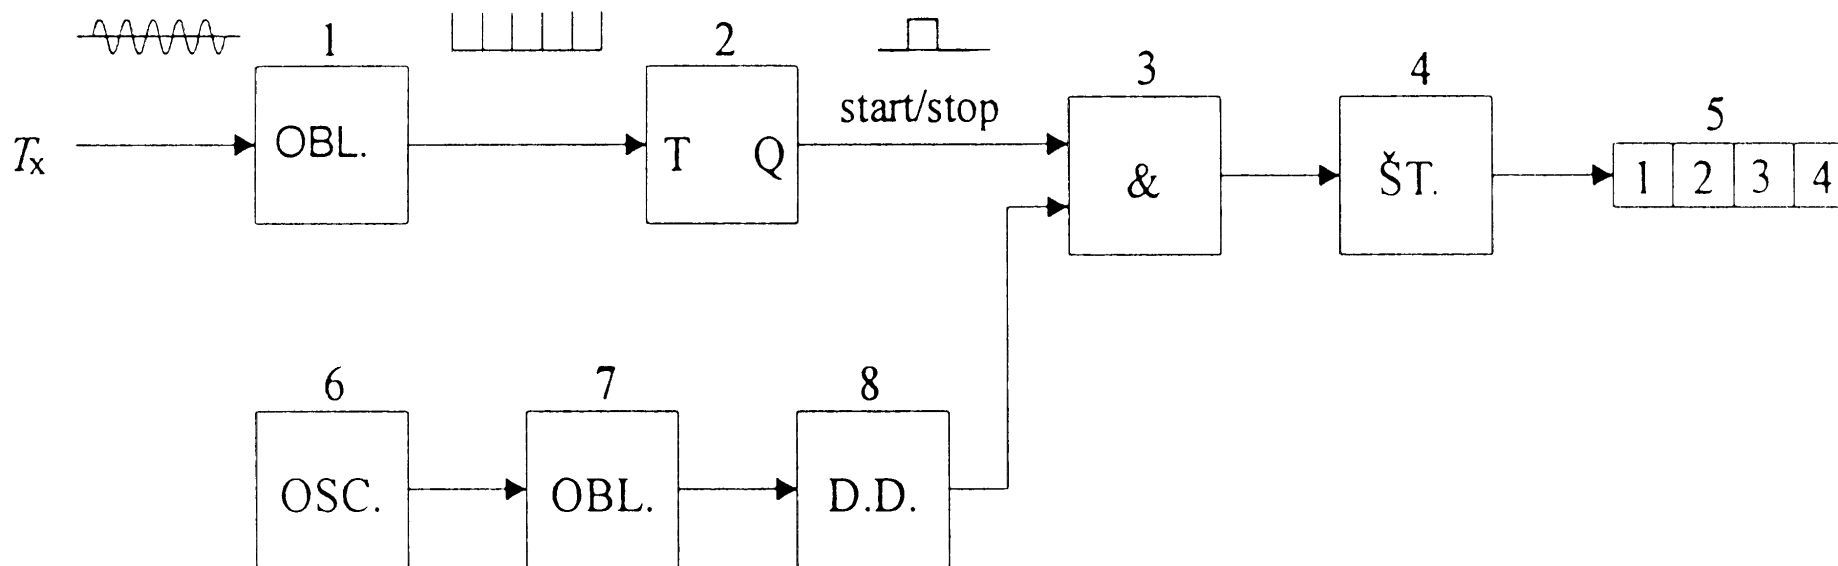 1
2
3
4
5
start/stop
Tx
OBL.
T Q
&
ŠT.
1 2 3 4
6
7
8
OSC.
OBL.
D.D.